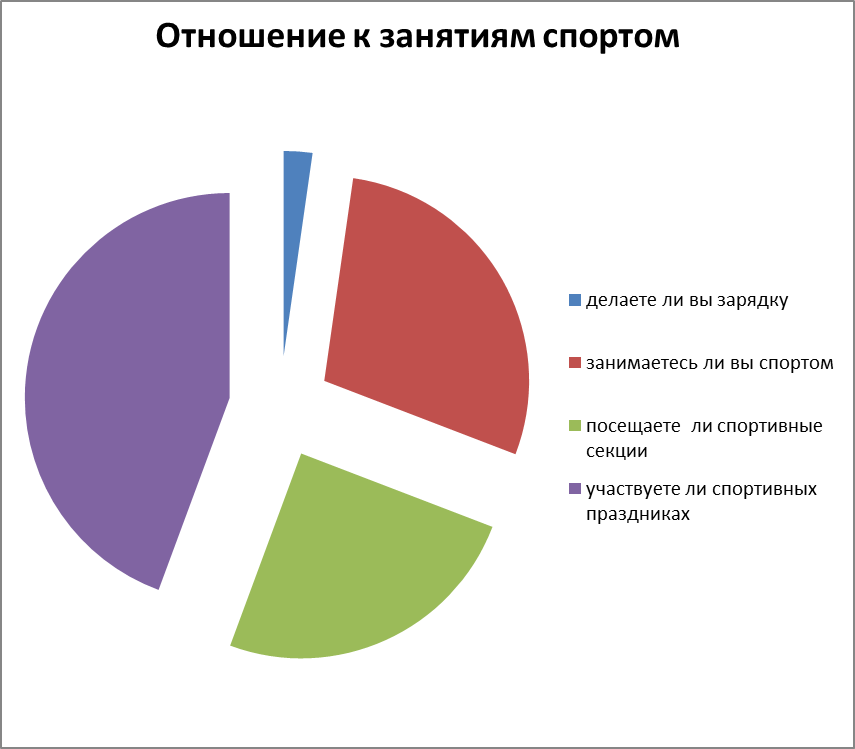 Отношение к занятиям спортом
делаете ли вы зарядку
занимаетесь ли вы спортом
посещаете  ли спортивные
секции
участвуете ли спортивных
праздниках